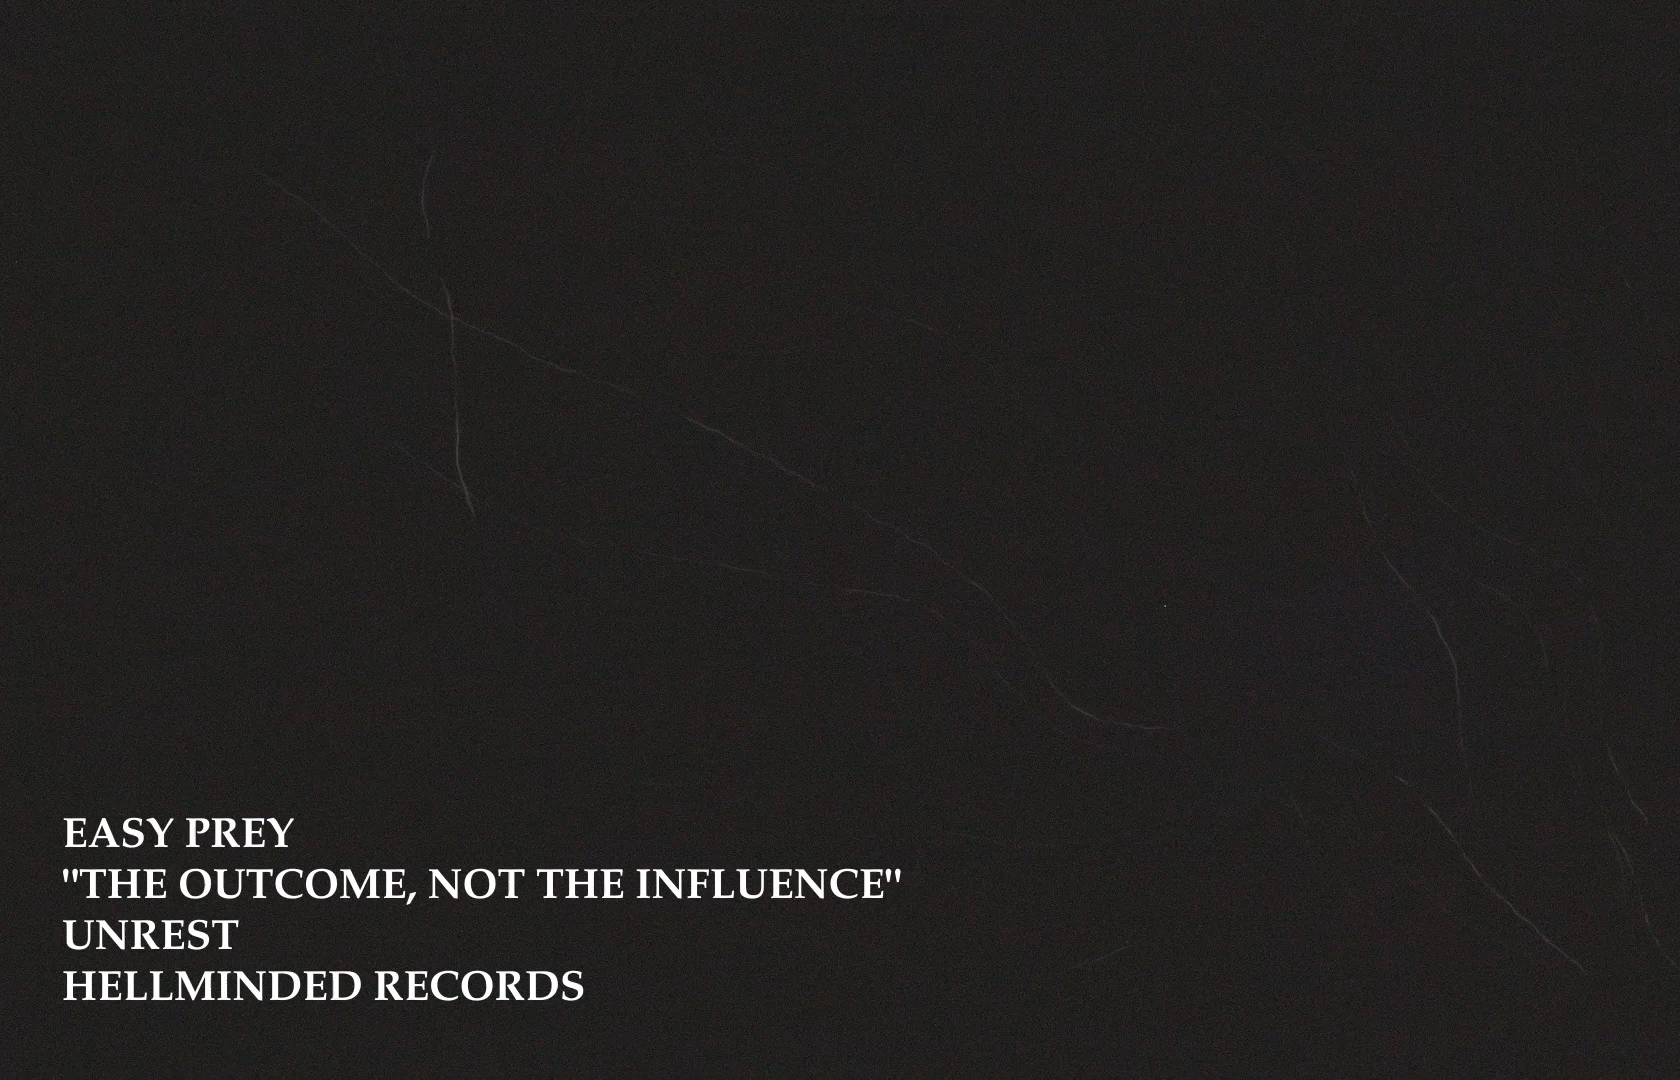 EASY PREY
"THE OUTCOME, NOT THE INFLUENCE"
UNREST
HELLMINDED RECORDS